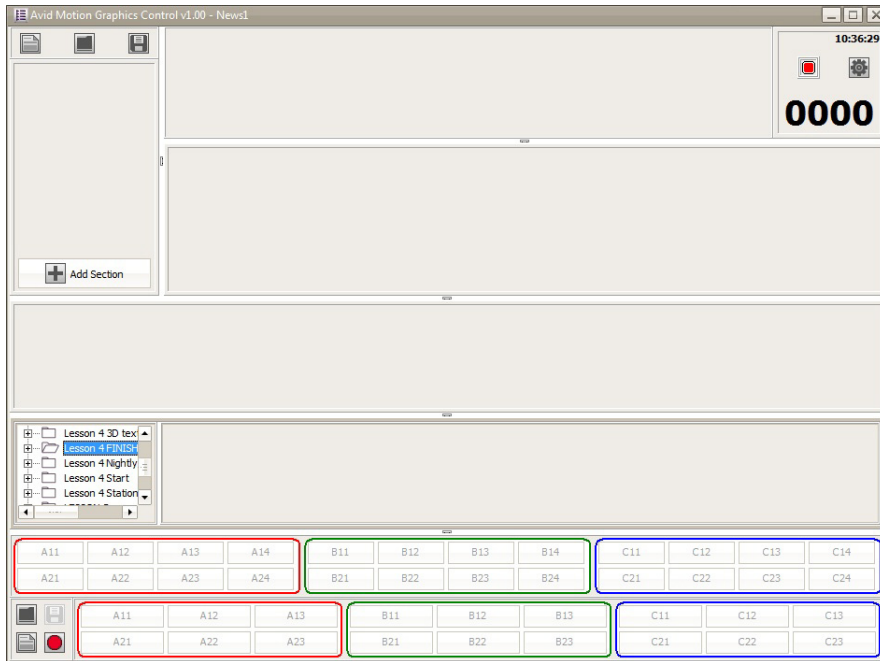 Avid Motion Graphics Control v1.00 - News1
10:36:29
0000
Add Section
Lesson 4 3D tex
Lesson 4 FINISH
Lesson 4 Nightly
Lesson 4 Start
Lesson 4 Station
A11 A12 A13 A14 B11 B12 B13 B14 C11 C12 C13 C14
A21 A22 A23 A24 B21 B22 B23 B24 C21 C22 C23 C24
A11 A12 A13 B11 B12 B13 C11 C12 C13
A21 A22 A23 B21 B22 B23 C21 C22 C23